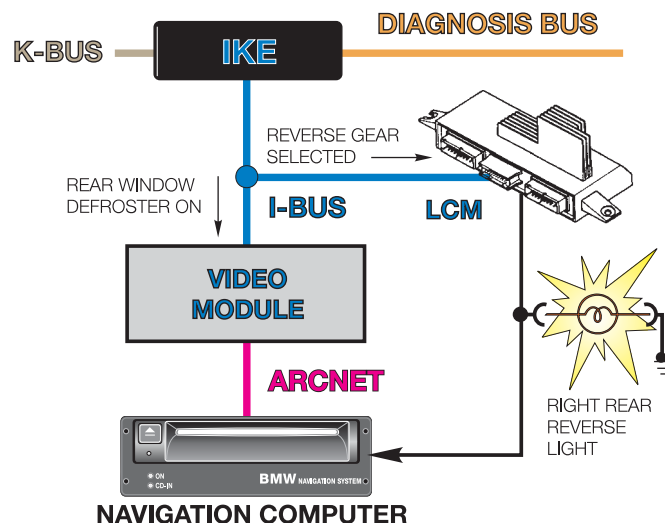 DIAGNOSIS BUS
K-BUS
IKE
REVERSE GEAR
SELECTED
REAR WINDOW
DEFROSTER ON
I-BUS
LCM
VIDEO
MODULE
ARCNET
RIGHT REAR
REVERSE
LIGHT
ON
CD-IN
BMW NAVIGATION SYSTEM
NAVIGATION COMPUTER